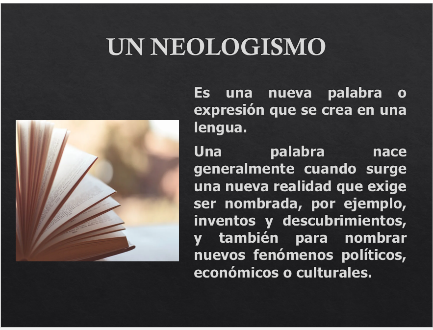 UN NEOLOGISMO
Es una nueva palabra o
expresión que se crea en una
lengua.
Una palabra nace
generalmente cuando surge
una nueva realidad que exige
ser nombrada, por ejemplo,
inventos y descubrimientos,
y también para nombrar
nuevos fenómenos políticos,
económicos o culturales.